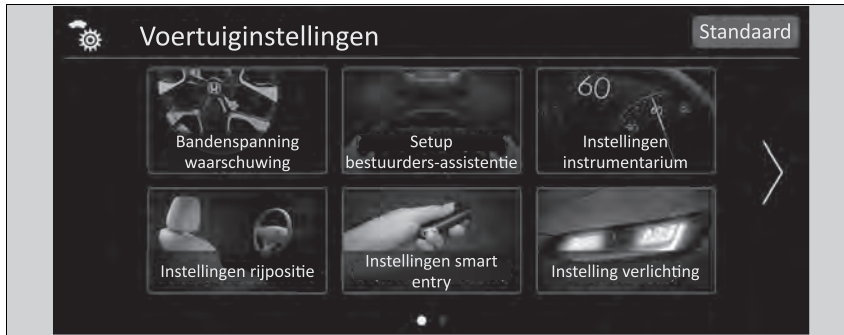 Voertuiginstellingen
Standaard
Bandenspanning
waarschuwing
Setup
bestuurders-assistentie
60
Instellingen
instrumentarium
Instellingen rijpositie
Instellingen smart
entry
Instelling verlichting